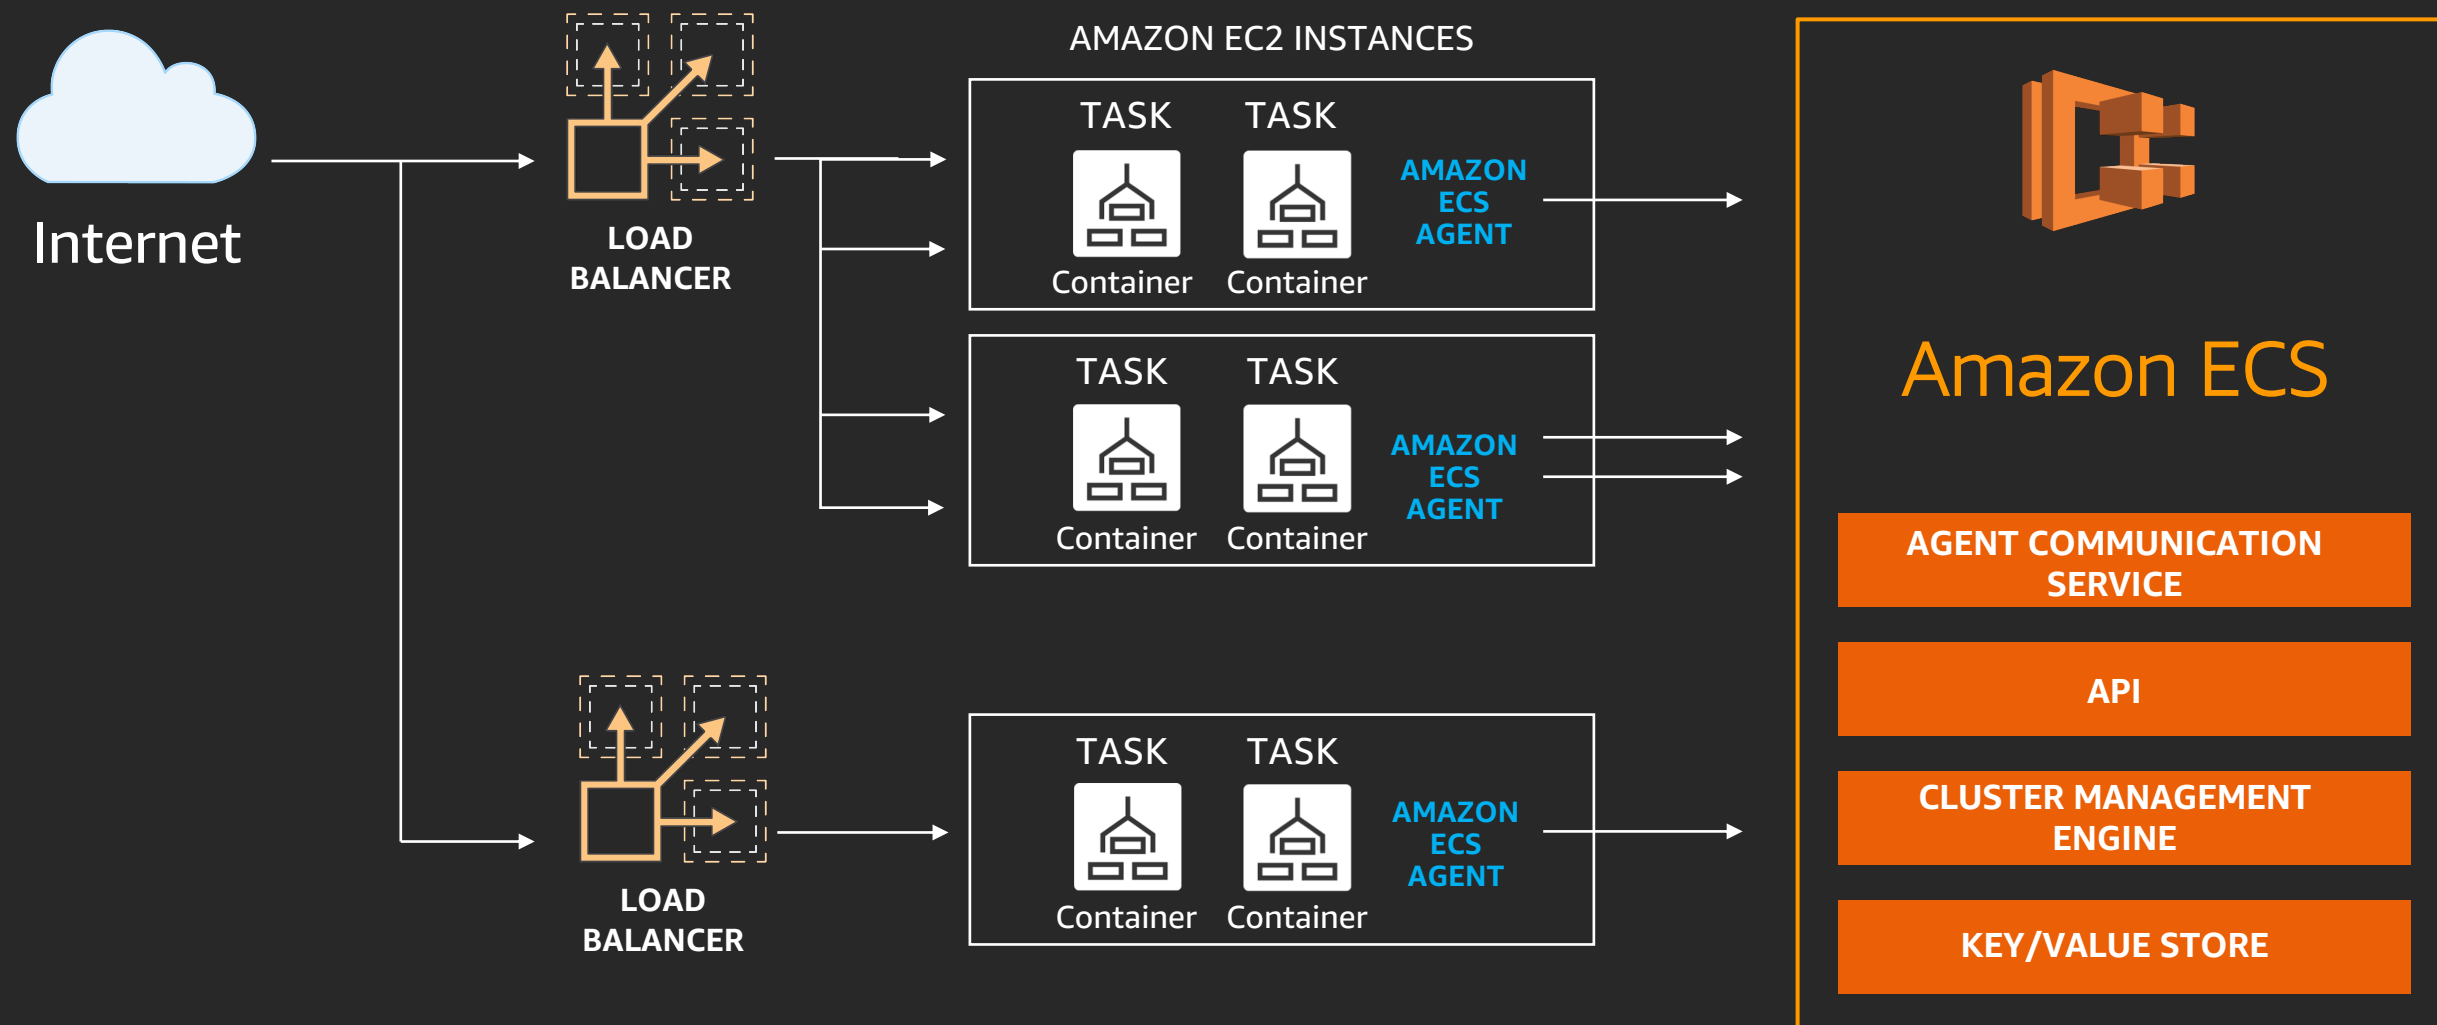 Internet
LOAD
BALANCER
AMAZON EC2 INSTANCES
TASK TASK
Container Container
AMAZON
ECS
AGENT
TASK TASK
Container Container
AMAZON
ECS
AGENT
LOAD
BALANCER
TASK TASK
Container Container
AMAZON
ECS
AGENT
Amazon ECS
AGENT COMMUNICATION
SERVICE
API
CLUSTER MANAGEMENT
ENGINE
KEY/VALUE STORE